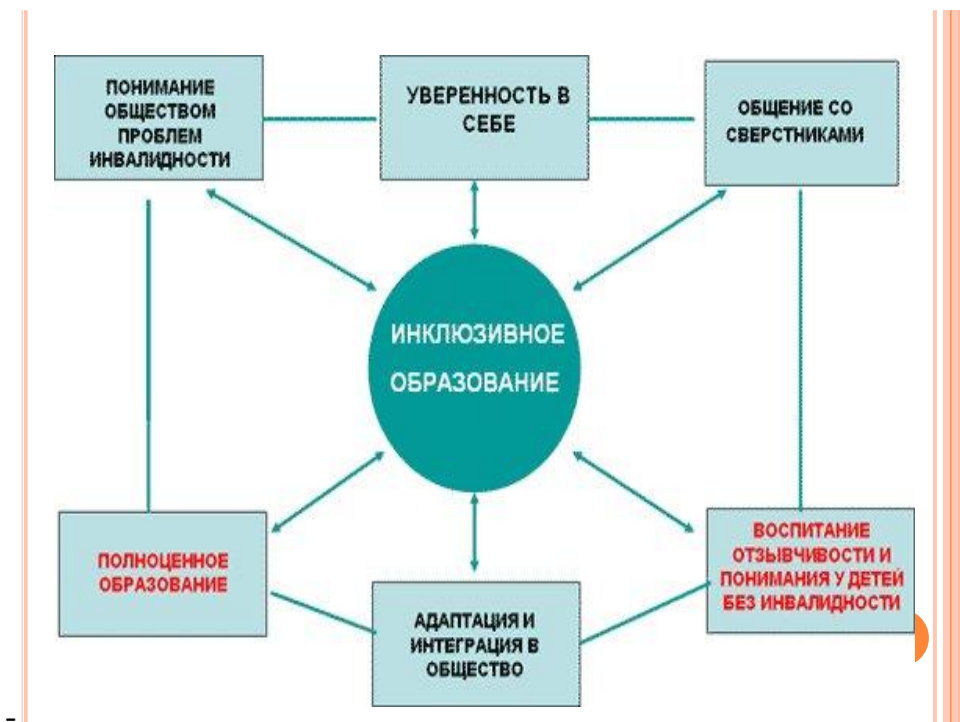 ПОНИМАНИЕ
ОБЩЕСТВОМ
ПРОБЛЕМ
ИНВАЛИДНОСТИ
УВЕРЕННОСТЬ В
СЕБЕ
ОБЩЕНИЕ СО
СВЕРСТНИКАМИ
ИНКЛЮЗИВНОЕ
ОБРАЗОВАНИЕ
ПОЛНОЦЕННОЕ
ОБРАЗОВАНИЕ
АДАПТАЦИЯ И
ИНТЕГРАЦИЯ В
ОБЩЕСТВО
ВОСПИТАНИЕ
ОТЗЫВЧИВОСТИ И
ПОНИМАНИЯ У ДЕТЕЙ
БЕЗ ИНВАЛИДНОСТИ
-